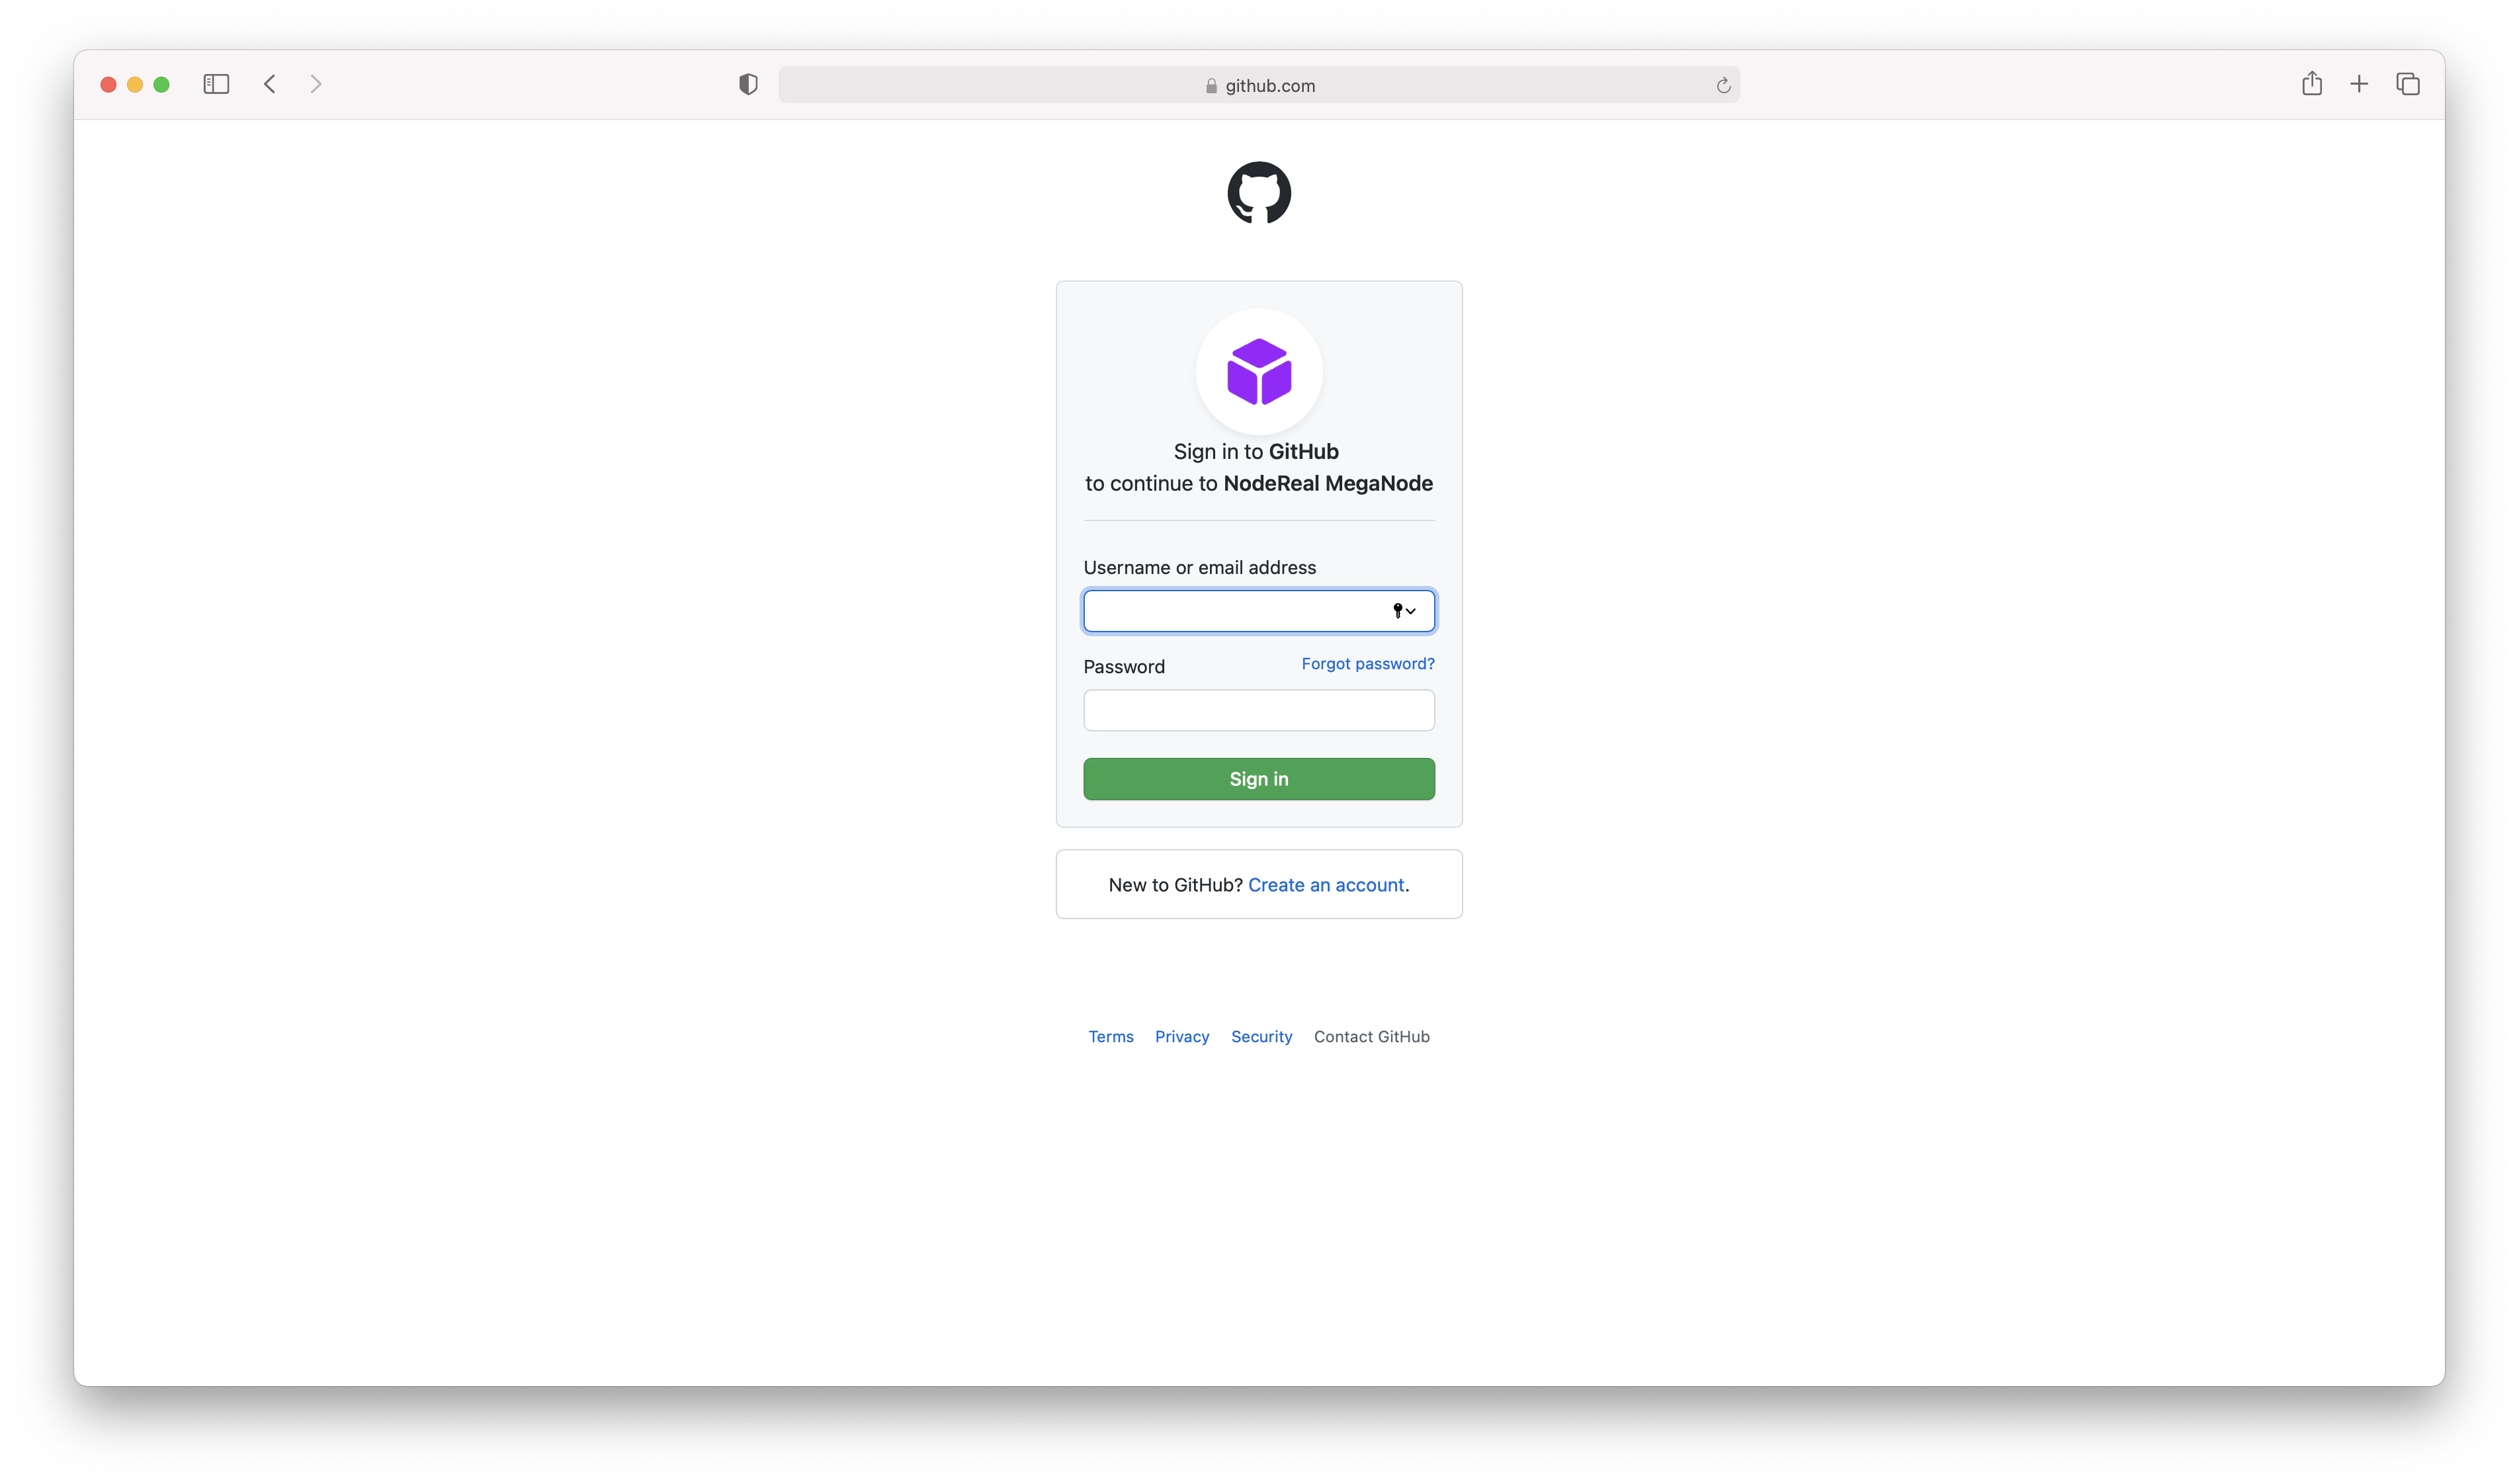 github.com
Sign in to GitHub
to continue to NodeReal MegaNode
Username or email address
Password
Forgot password?
Sign in
New to GitHub? Create an account.
Terms Privacy Security Contact GitHub